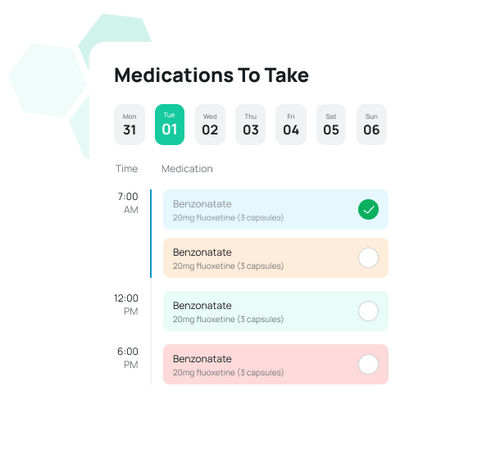 Medications To Take
Mon Tue Wed Thu Fri Sat Sun
31 01 02 03 04 05 06
Time Medication
7:00 AM
Benzonatate
20mg fluoxetine (3 capsules)
Benzonatate
20mg fluoxetine (3 capsules)
12:00 PM
Benzonatate
20mg fluoxetine (3 capsules)
6:00 PM
Benzonatate
20mg fluoxetine (3 capsules)